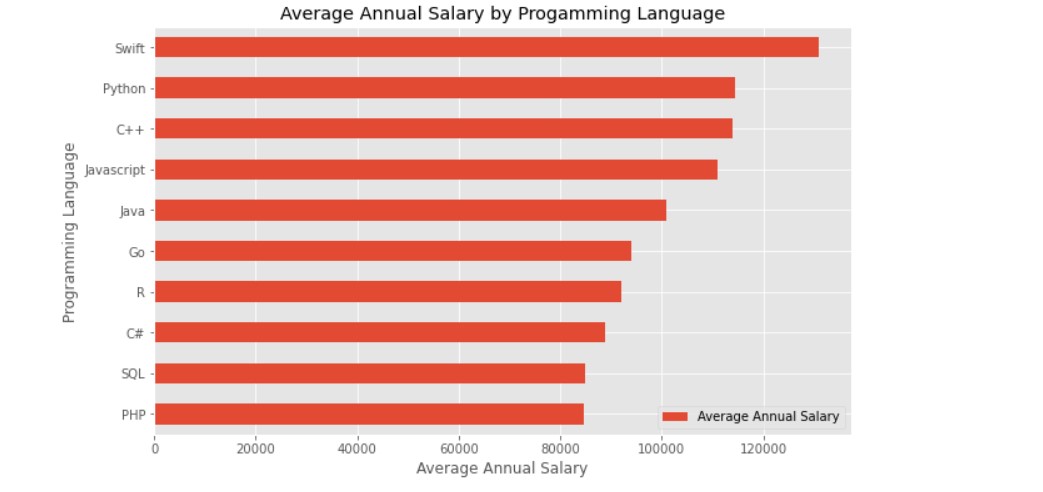 Average Annual Salary by Progamming Language
Programming Language
Swift
Python
C++
Javascript
Java
Go
R
C#
SQL
PHP
Average Annual Salary
0 20000 40000 60000 80000 100000 120000
Average Annual Salary